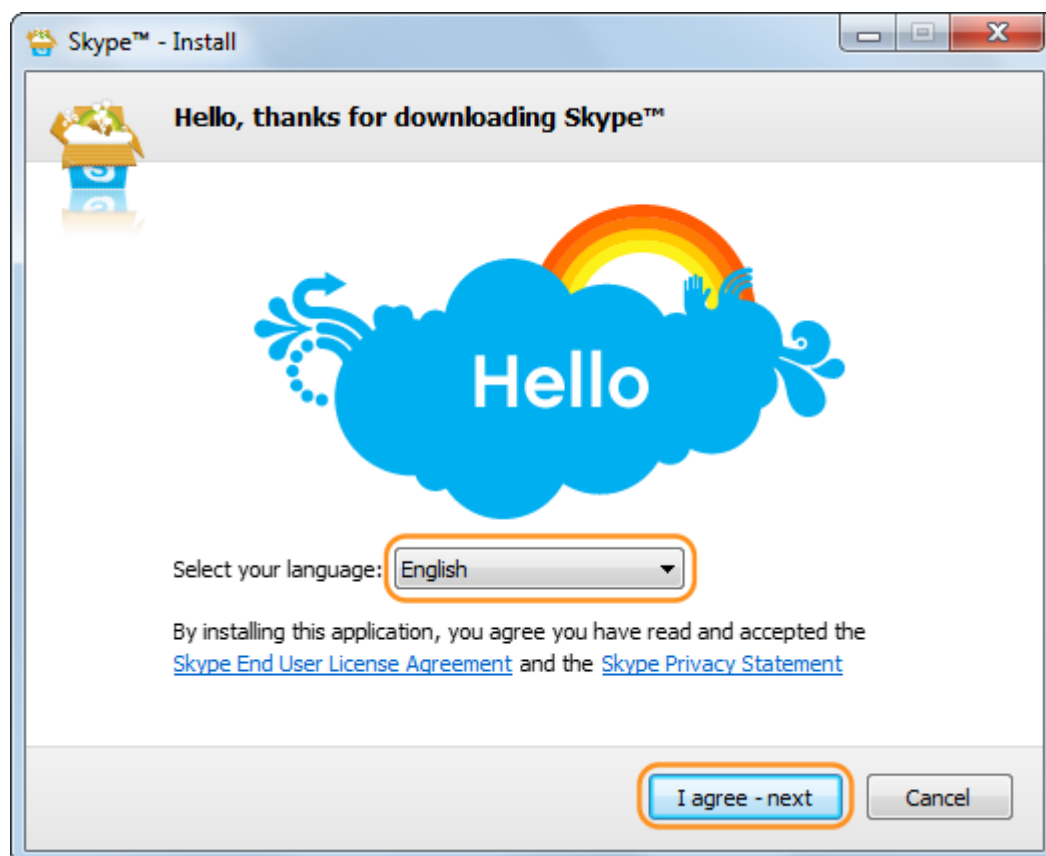 Skype™ - Install
Hello, thanks for downloading Skype™
Hello
Select your language: English
By installing this application, you agree you have read and accepted the
Skype End User License Agreement and the Skype Privacy Statement
I agree - next Cancel